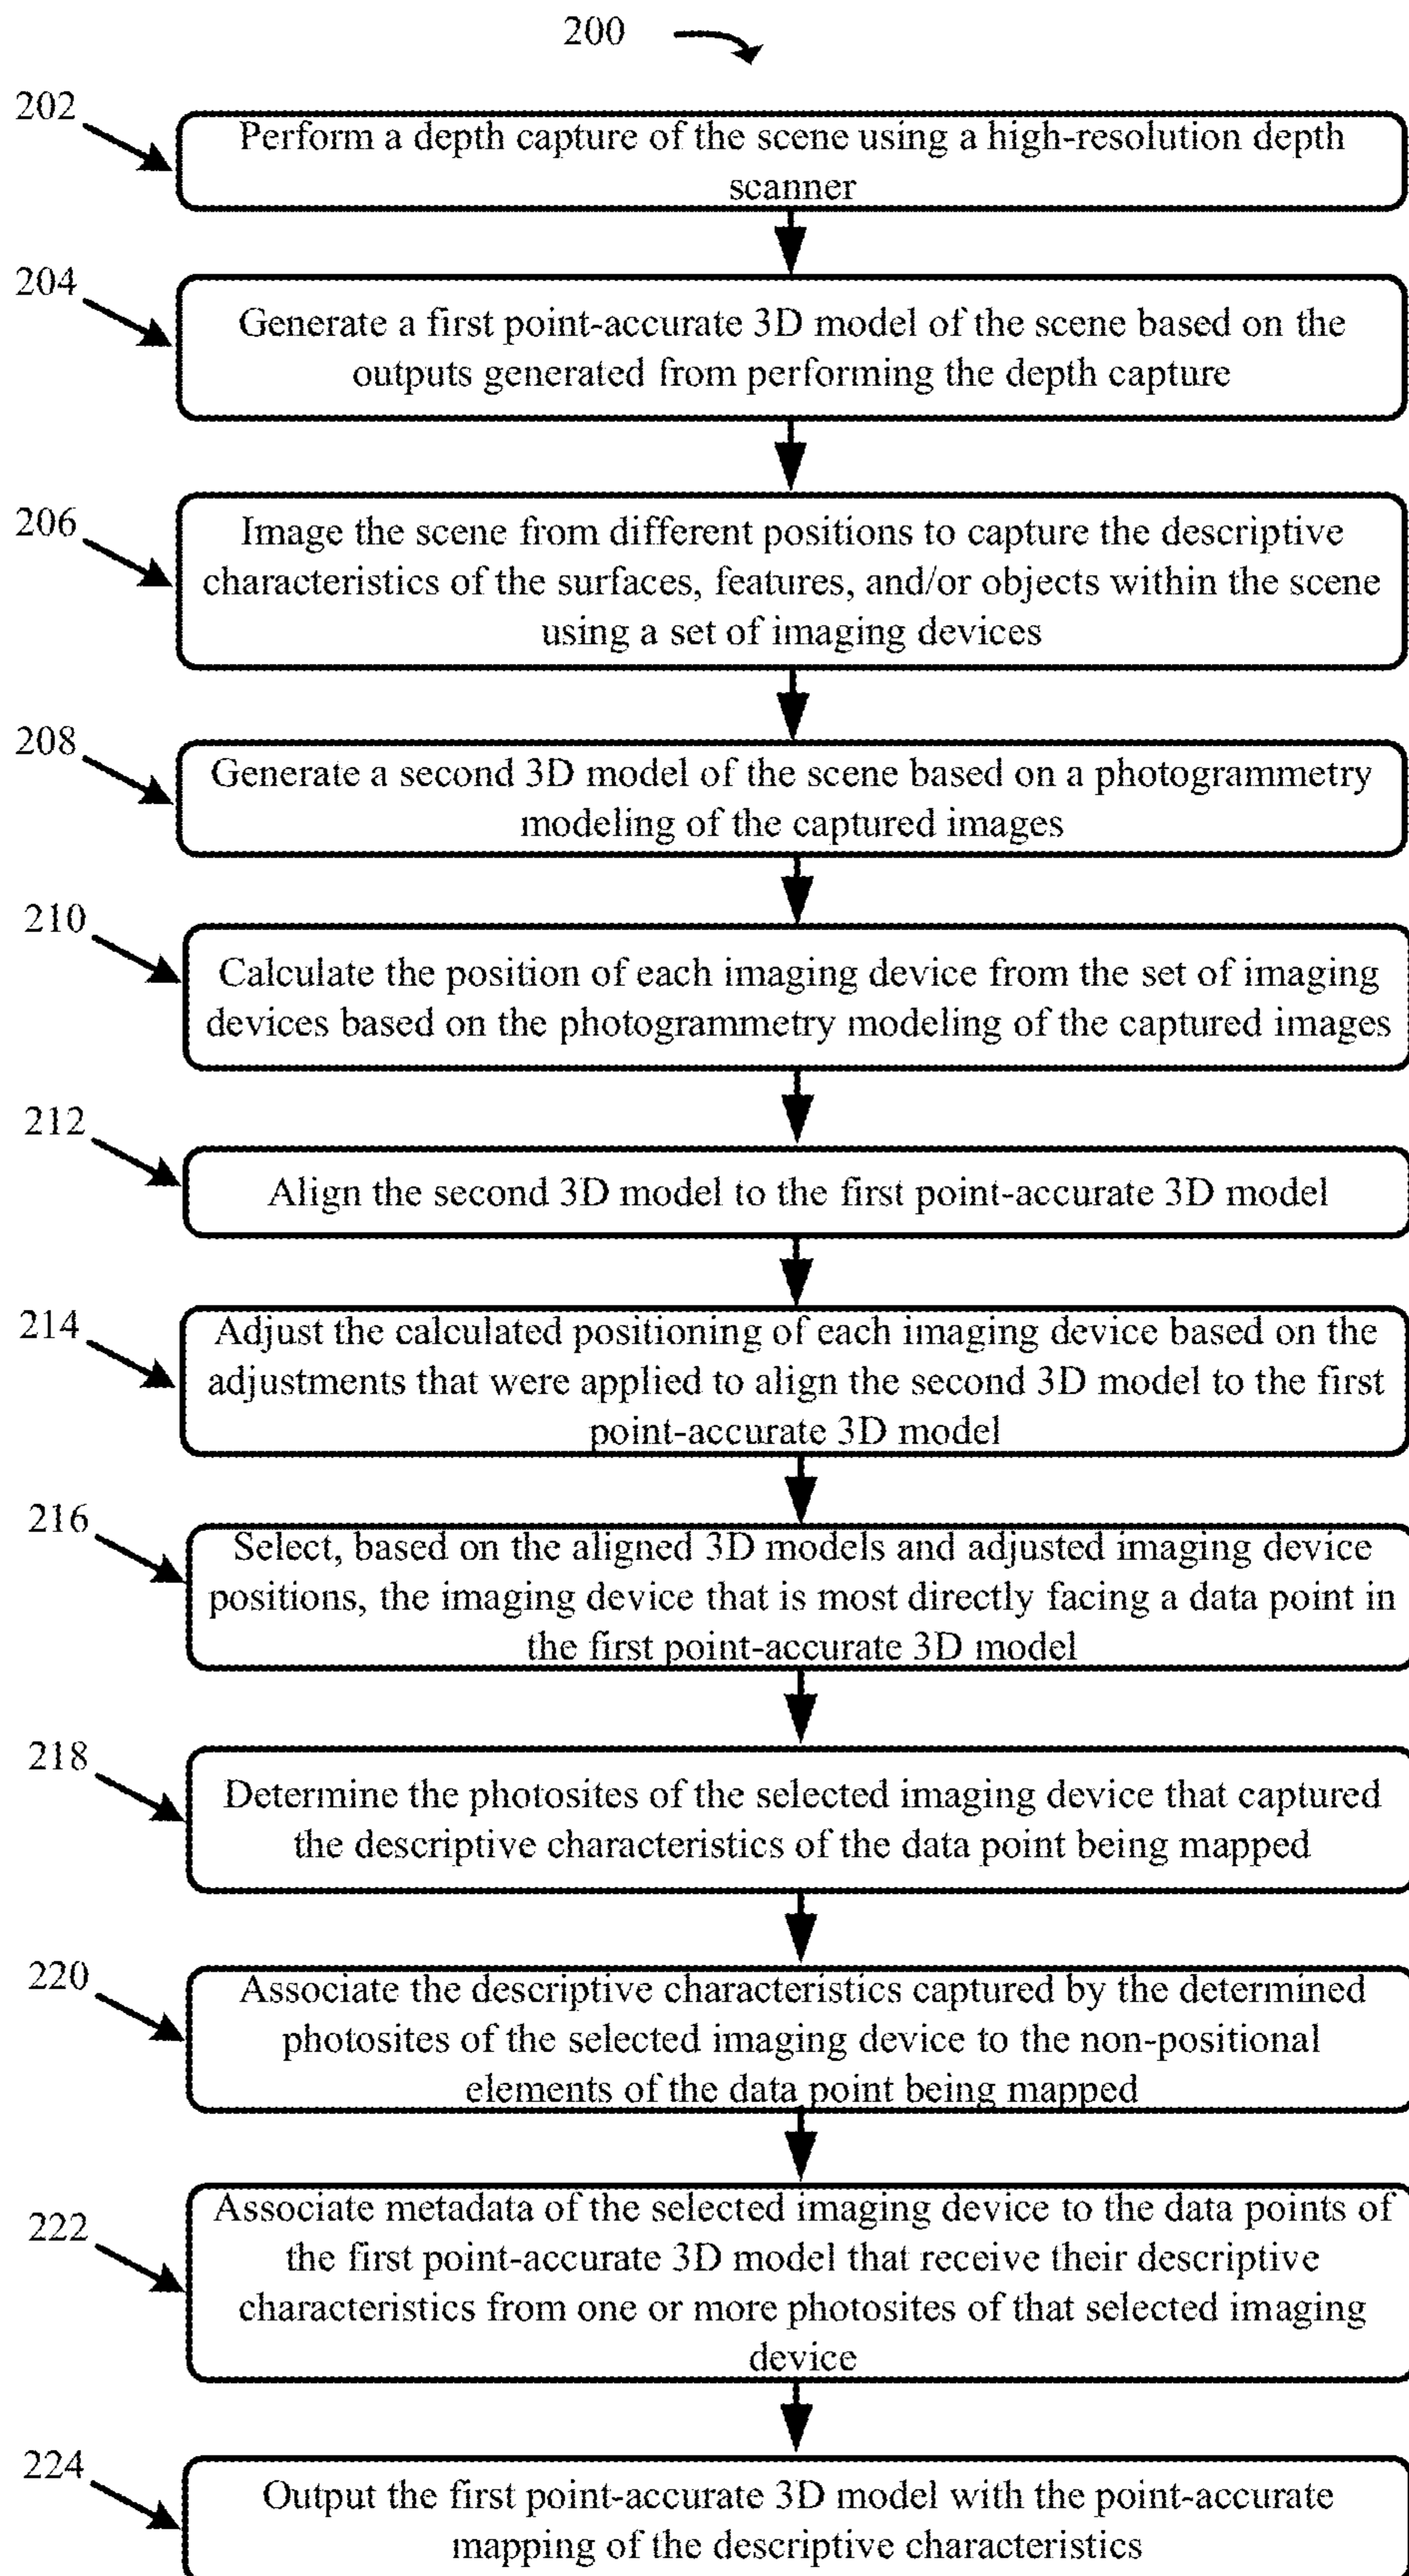 200
202
Perform a depth capture of the scene using a high-resolution depth
scanner
204
Generate a first point-accurate 3D model of the scene based on the
outputs generated from performing the depth capture
206
Image the scene from different positions to capture the descriptive
characteristics of the surfaces, features, and/or objects within the scene
using a set of imaging devices
208
Generate a second 3D model of the scene based on a photogrammetry
modeling of the captured images
210
Calculate the position of each imaging device from the set of imaging
devices based on the photogrammetry modeling of the captured images
212
Align the second 3D model to the first point-accurate 3D model
214
Adjust the calculated positioning of each imaging device based on the
adjustments that were applied to align the second 3D model to the first
point-accurate 3D model
216
Select, based on the aligned 3D models and adjusted imaging device
positions, the imaging device that is most directly facing a data point in
the first point-accurate 3D model
218
Determine the photosites of the selected imaging device that captured
the descriptive characteristics of the data point being mapped
220
Associate the descriptive characteristics captured by the determined
photosites of the selected imaging device to the non-positional
elements of the data point being mapped
222
Associate metadata of the selected imaging device to the data points of
the first point-accurate 3D model that receive their descriptive
characteristics from one or more photosites of that selected imaging
device
224
Output the first point-accurate 3D model with the point-accurate
mapping of the descriptive characteristics